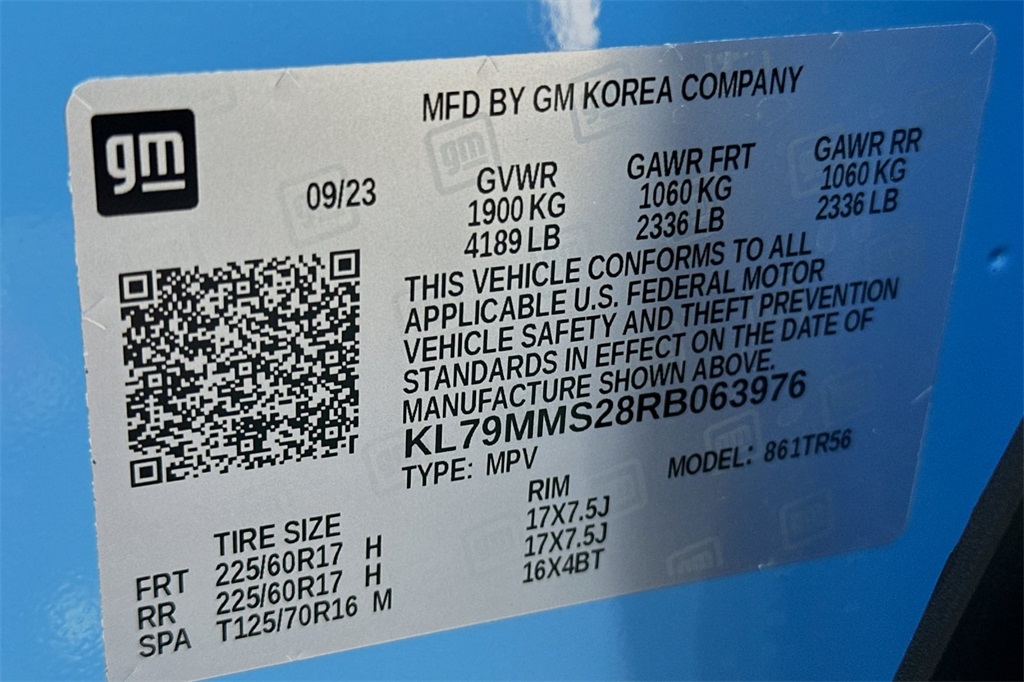 gm
MFD BY GM KOREA COMPANY
09/23
GVWR GAWR FRT GAWR RR
1900 KG 1060 KG 1060 KG
4189 LB 2336 LB 2336 LB
THIS VEHICLE CONFORMS TO ALL
APPLICABLE U.S. FEDERAL MOTOR
VEHICLE SAFETY AND THEFT PREVENTION
STANDARDS IN EFFECT ON THE DATE OF
MANUFACTURE SHOWN ABOVE.
KL79MMS28RB063976
TYPE: MPV MODEL: 861TR56
TIRE SIZE RIM
FRT 225/60R17 H 17X7.5J
RR 225/60R17 H 17X7.5J
SPA T125/70R16 M 16X4BT